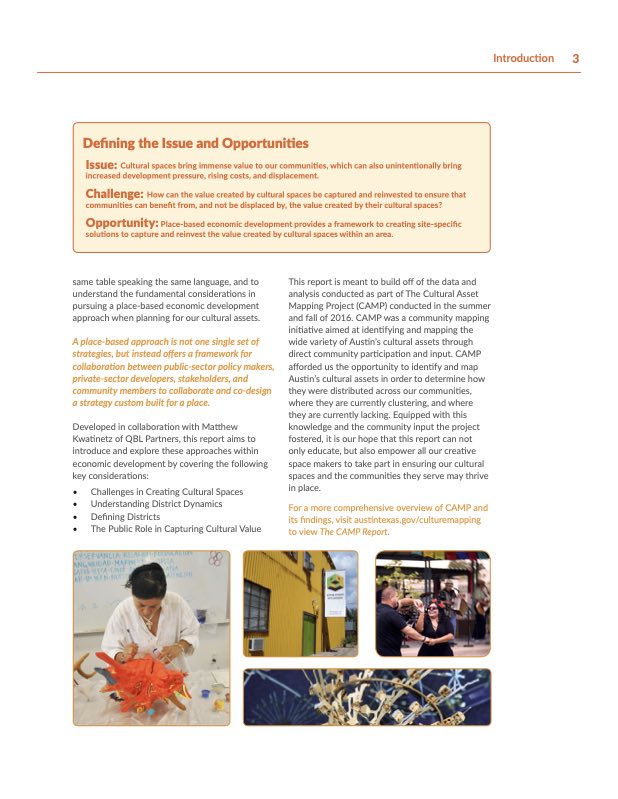 Introduction 3
Defining the Issue and Opportunities
Issue: Cultural spaces bring immense value to our communities, which can also unintentionally bring
increased development pressure, rising costs, and displacement.
Challenge: How can the value created by cultural spaces be captured and reinvested to ensure that
communities can benefit from, and not be displaced by, the value created by their cultural spaces?
Opportunity: Place-based economic development provides a framework to creating site-specific
solutions to capture and reinvest the value created by cultural spaces within an area.
same table speaking the same language, and to
understand the fundamental considerations in
pursuing a place-based economic development
approach when planning for our cultural assets.
A place-based approach is not one single set of
strategies, but instead offers a framework for
collaboration between public-sector policy makers,
private-sector developers, stakeholders, and
community members to collaborate and co-design
a strategy custom built for a place.
Developed in collaboration with Matthew
Kwatinetz of QBL Partners, this report aims to
introduce and explore these approaches within
economic development by covering the following
key considerations:
• Challenges in Creating Cultural Spaces
• Understanding District Dynamics
• Defining Districts
• The Public Role in Capturing Cultural Value
This report is meant to build off of the data and
analysis conducted as part of The Cultural Asset
Mapping Project (CAMP) conducted in the summer
and fall of 2016. CAMP was a community mapping
initiative aimed at identifying and mapping the
wide variety of Austin's cultural assets through
direct community participation and input. CAMP
afforded us the opportunity to identify and map
Austin's cultural assets in order to determine how
they were distributed across our communities,
where they are currently clustering, and where
they are currently lacking. Equipped with this
knowledge and the community input the project
fostered, it is our hope that this report can not
only educate, but also empower all our creative
space makers to take part in ensuring our cultural
spaces and the communities they serve may thrive
in place.
For a more comprehensive overview of CAMP and
its findings, visit austintexas.gov/culturemapping
to view The CAMP Report.